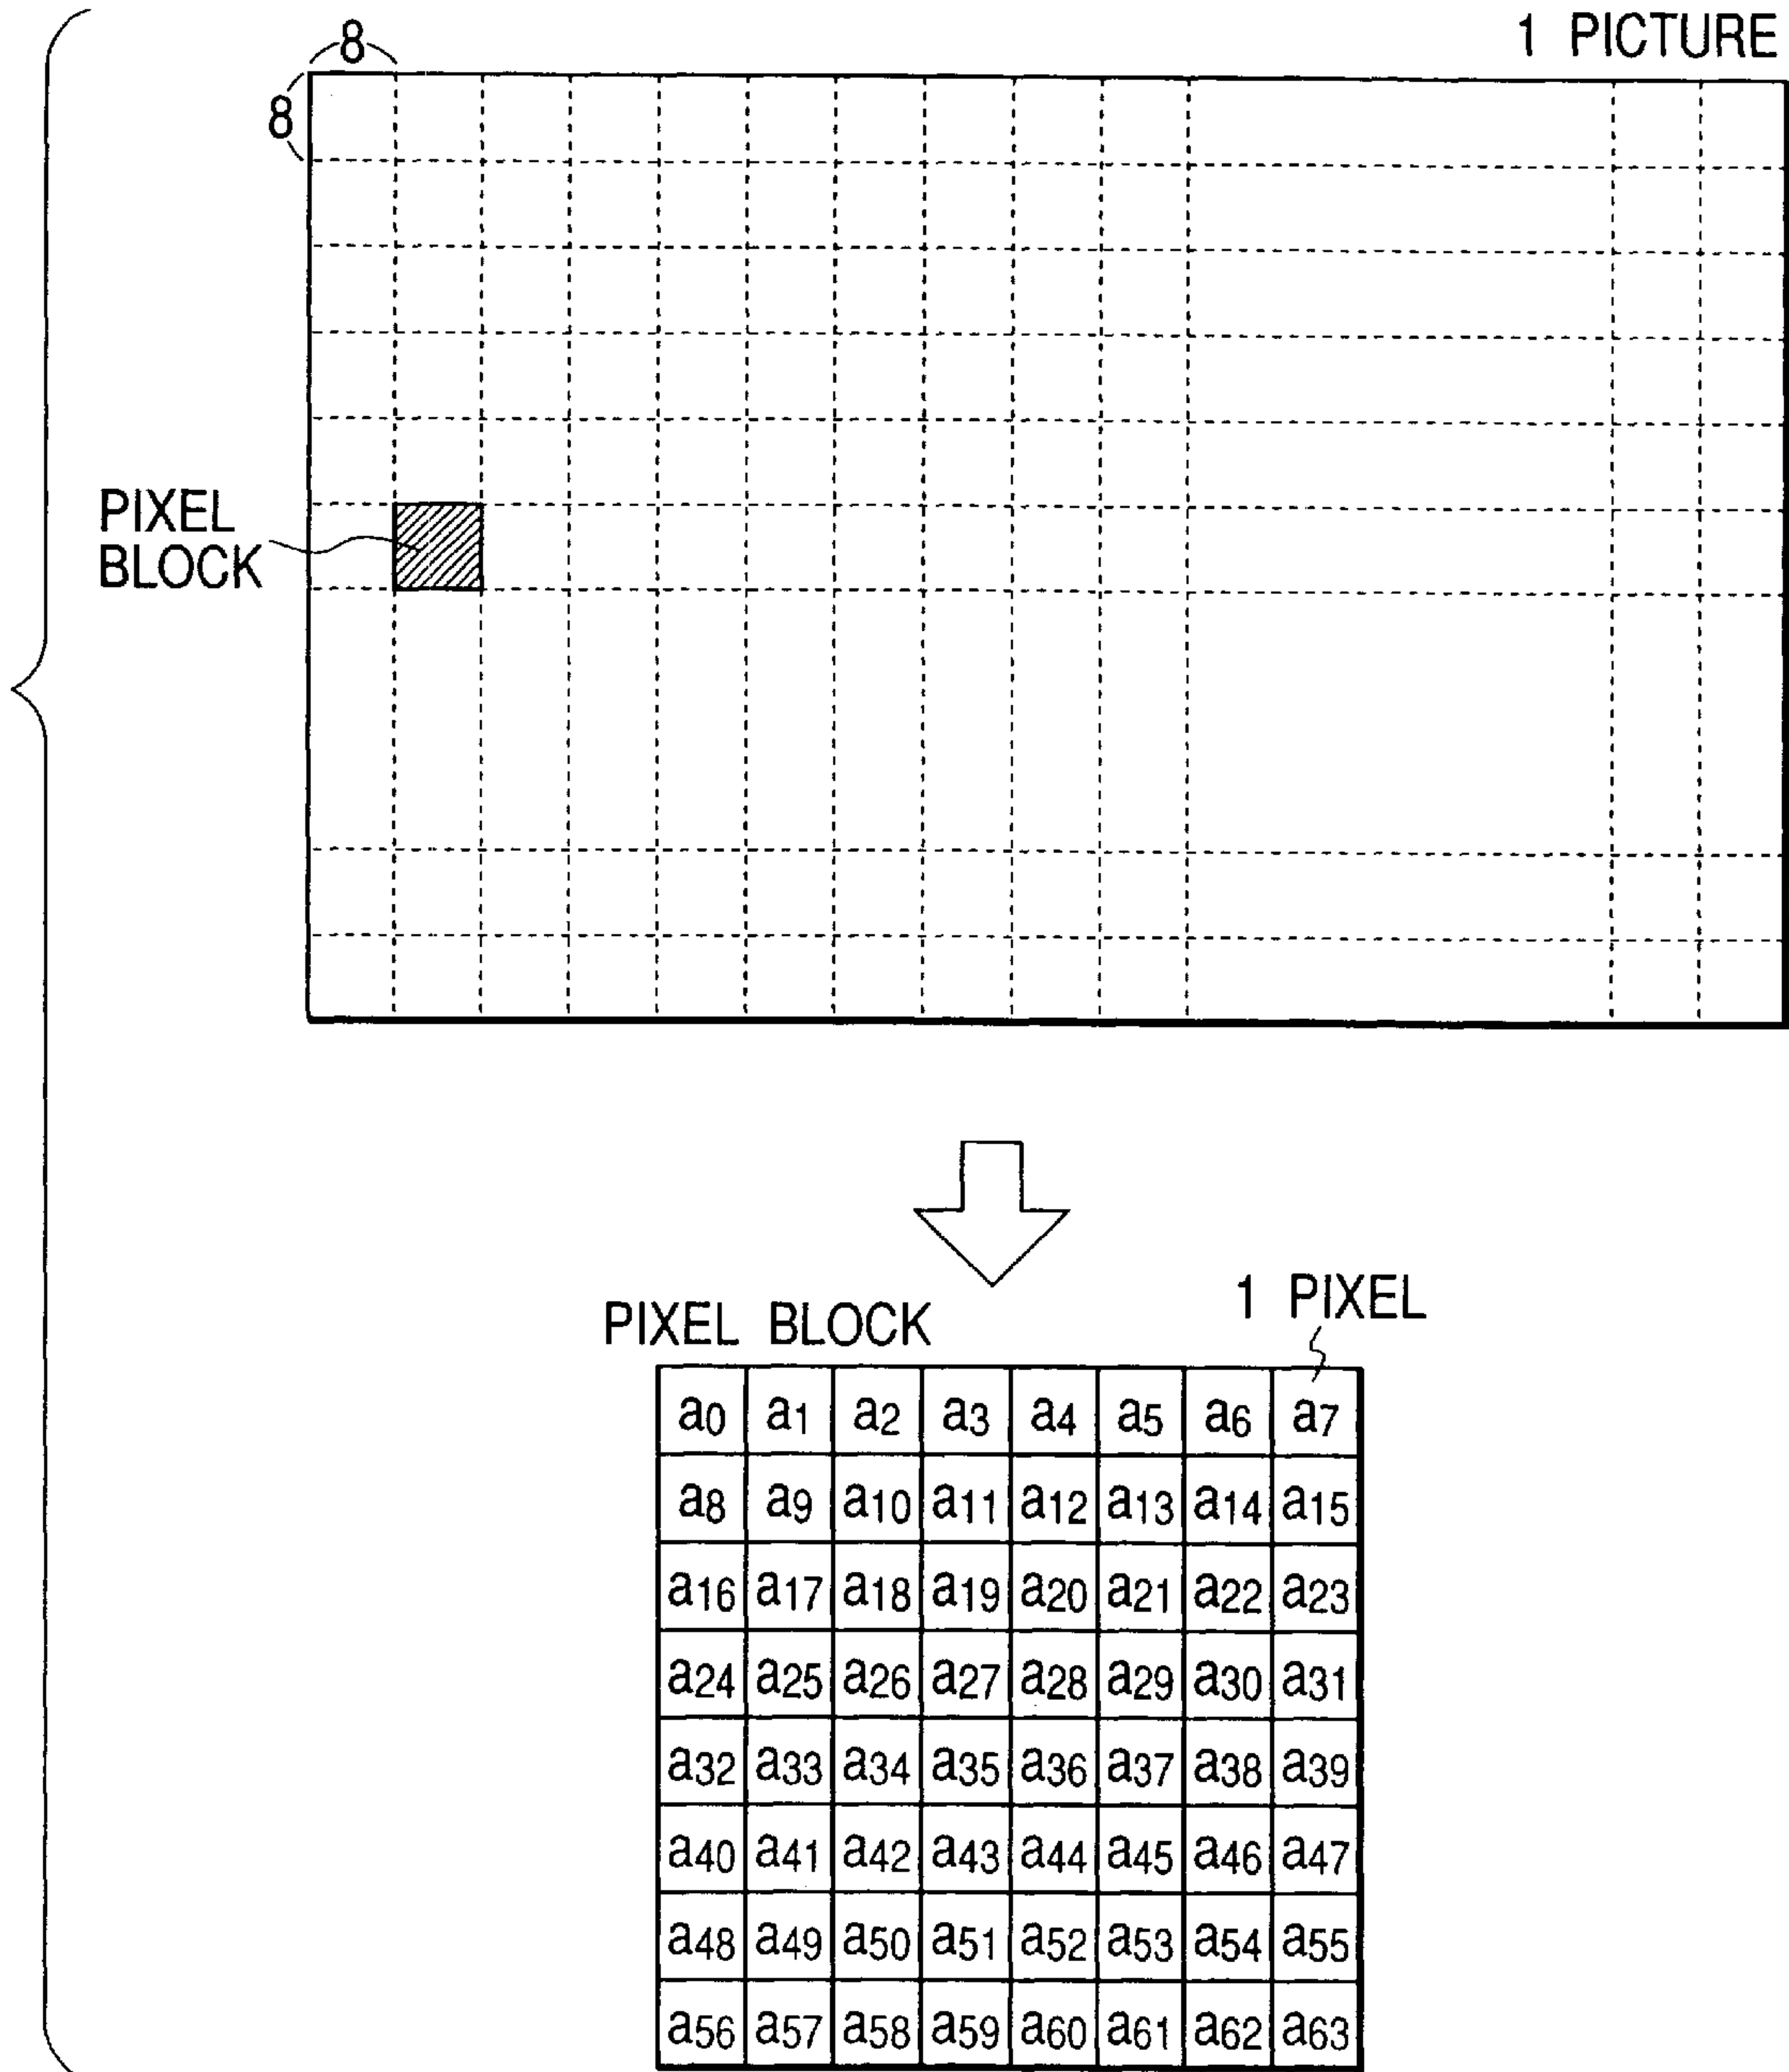 1 PICTURE
8
8
PIXEL
BLOCK
PIXEL BLOCK
1 PIXEL
a0 a1 a2 a3 a4 a5 a6 a7
a8 a9 a10 a11 a12 a13 a14 a15
a16 a17 a18 a19 a20 a21 a22 a23
a24 a25 a26 a27 a28 a29 a30 a31
a32 a33 a34 a35 a36 a37 a38 a39
a40 a41 a42 a43 a44 a45 a46 a47
a48 a49 a50 a51 a52 a53 a54 a55
a56 a57 a58 a59 a60 a61 a62 a63